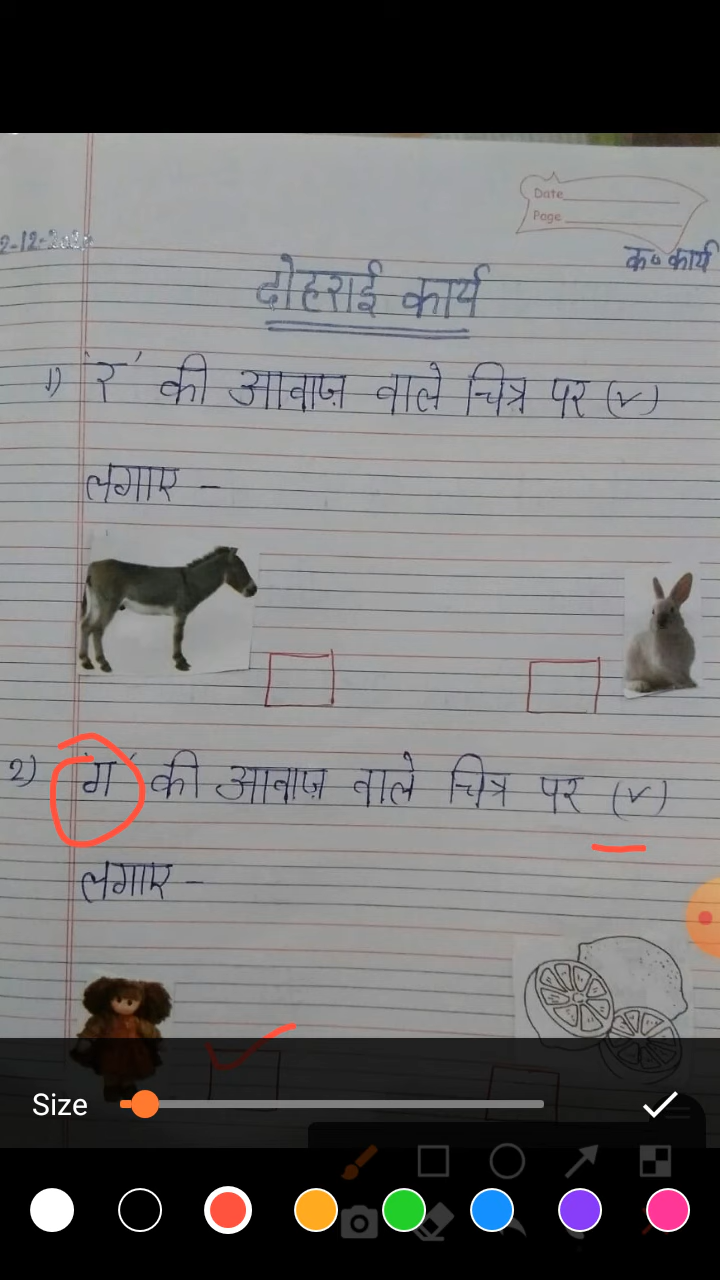 Date
Page
2-12-2020
क० कार्य
दोहराई कार्य
1) 'र' की आवाज़ वाले चित्र पर (✓)
लगाए -
2) 'ग' की आवाज़ वाले चित्र पर (✓)
लगाए -
Size